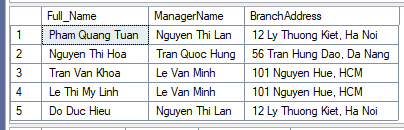 Full_Name ManagerName BranchAddress
1 Pham Quang Tuan Nguyen Thi Lan 12 Ly Thuong Kiet, Ha Noi
2 Nguyen Thi Hoa Tran Quoc Hung 56 Tran Hung Dao, Da Nang
3 Tran Van Khoa Le Van Minh 101 Nguyen Hue, HCM
4 Le Thi My Linh Le Van Minh 101 Nguyen Hue, HCM
5 Do Duc Hieu Nguyen Thi Lan 12 Ly Thuong Kiet, Ha Noi